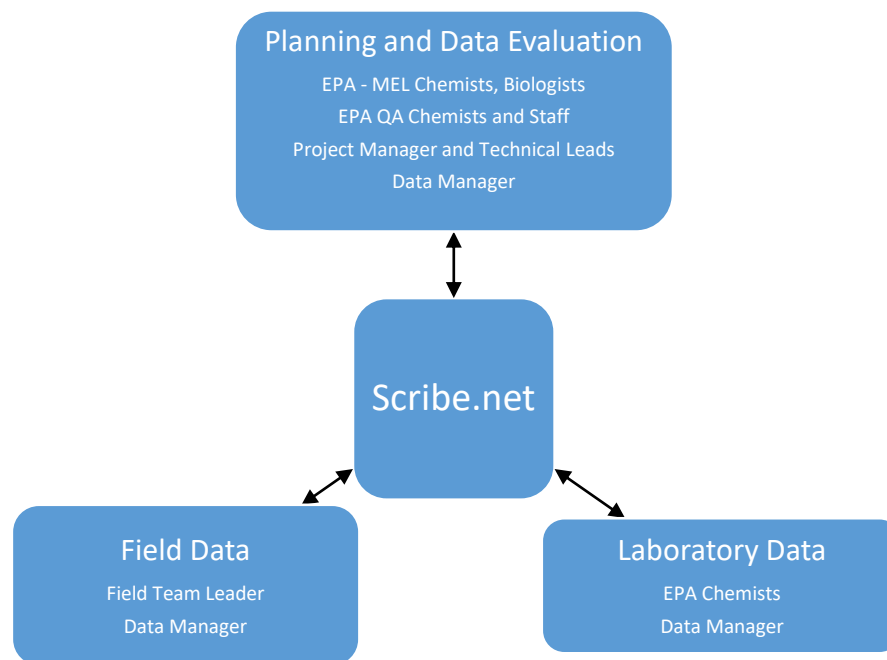 Planning and Data Evaluation
EPA - MEL Chemists, Biologists
EPA QA Chemists and Staff
Project Manager and Technical Leads
Data Manager
Scribe.net
Field Data
Field Team Leader
Data Manager
Laboratory Data
EPA Chemists
Data Manager